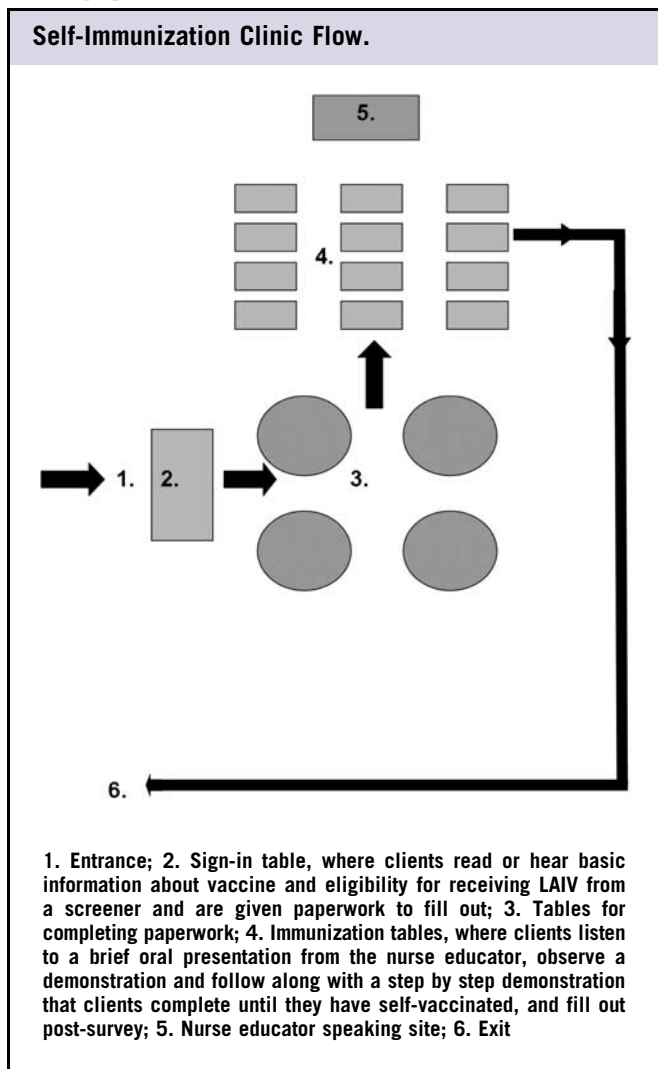 Self-Immunization Clinic Flow.
5.
4.
1.
2.
3.
6.
1. Entrance; 2. Sign-in table, where clients read or hear basic
information about vaccine and eligibility for receiving LAIV from
a screener and are given paperwork to fill out; 3. Tables for
completing paperwork; 4. Immunization tables, where clients listen
to a brief oral presentation from the nurse educator, observe a
demonstration and follow along with a step by step demonstration
that clients complete until they have self-vaccinated, and fill out
post-survey; 5. Nurse educator speaking site; 6. Exit